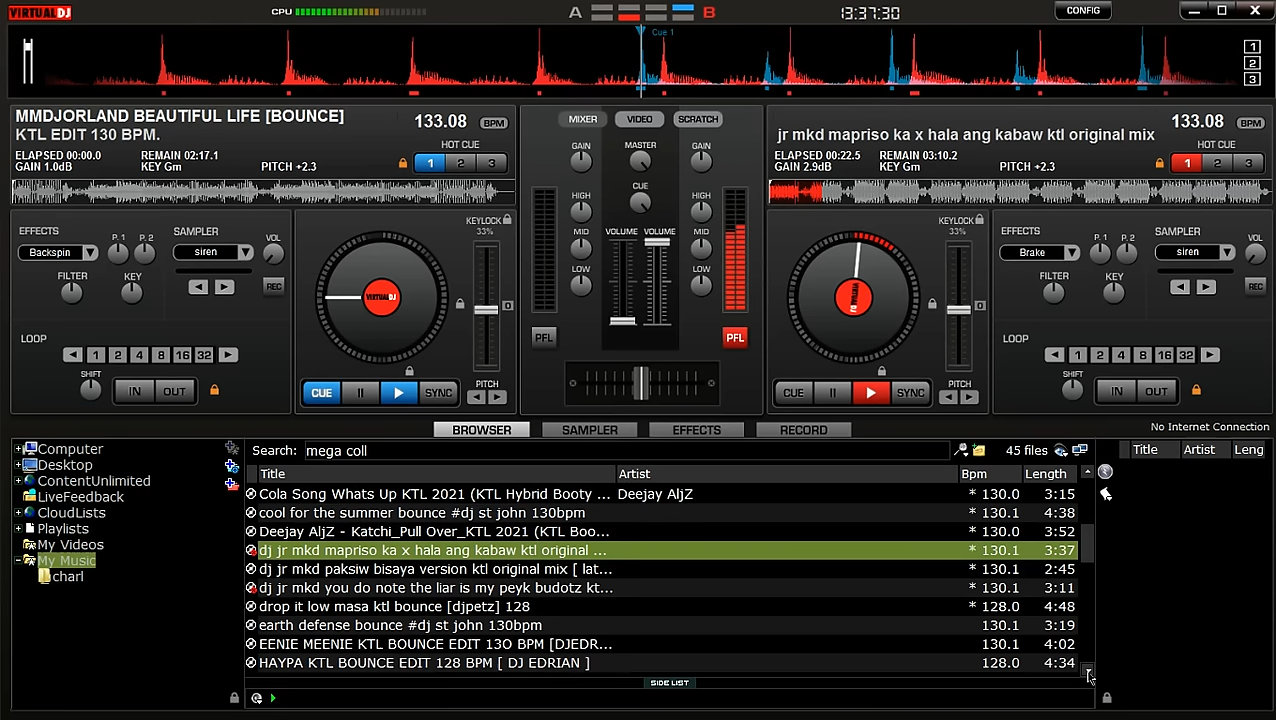 VIRTUALDJ
CPU
A
B
13:37:30
CONFIG
Cue 1
1
2
3
MMDJORLAND BEAUTIFUL LIFE [BOUNCE]
KTL EDIT 130 BPM.
133.08 BPM
ELAPSED 00:00.0 REMAIN 02:17.1
GAIN 1.0dB KEY Gm PITCH +2.3
HOT CUE
1 2 3
MIXER VIDEO SCRATCH
GAIN MASTER GAIN
CUE
HIGH HIGH
MID VOLUME VOLUME MID
LOW LOW
PFL PFL
jr mkd mapriso ka x hala ang kabaw ktl original mix
133.08 BPM
ELAPSED 00:22.5 REMAIN 03:10.2
GAIN 2.9dB KEY Gm PITCH +2.3
HOT CUE
1 2 3
EFFECTS P.1 P.2 SAMPLER VOL
Backspin siren
FILTER KEY REC
LOOP
1 2 4 8 16 32
SHIFT IN OUT
KEYLOCK
33%
VIRTUALDJ
0
CUE SYNC PITCH
KEYLOCK
33%
0
CUE SYNC PITCH
EFFECTS P.1 P.2 SAMPLER VOL
Brake siren
FILTER KEY REC
LOOP
1 2 4 8 16 32
SHIFT IN OUT
BROWSER SAMPLER EFFECTS RECORD
No Internet Connection
Computer
Desktop
ContentUnlimited
LiveFeedback
CloudLists
Playlists
My Videos
My Music
charl
Search: mega coll 45 files
Title Artist Bpm Length
Cola Song Whats Up KTL 2021 (KTL Hybrid Booty ... Deejay AljZ * 130.0 3:15
cool for the summer bounce #dj st john 130bpm * 130.1 4:38
Deejay AljZ - Katchi_Pull Over_KTL 2021 (KTL Boo... * 130.0 3:52
dj jr mkd mapriso ka x hala ang kabaw ktl original ... * 130.1 3:37
dj jr mkd paksiw bisaya version ktl original mix [ lat... * 130.1 2:45
dj jr mkd you do note the liar is my peyk budotz kt... * 130.1 3:11
drop it low masa ktl bounce [djpetz] 128 * 128.0 4:48
earth defense bounce #dj st john 130bpm 130.1 3:19
EENIE MEENIE KTL BOUNCE EDIT 13O BPM [DJEDR... 130.1 4:02
HAYPA KTL BOUNCE EDIT 128 BPM [ DJ EDRIAN ] 128.0 4:34
SIDE LIST
Title Artist Leng